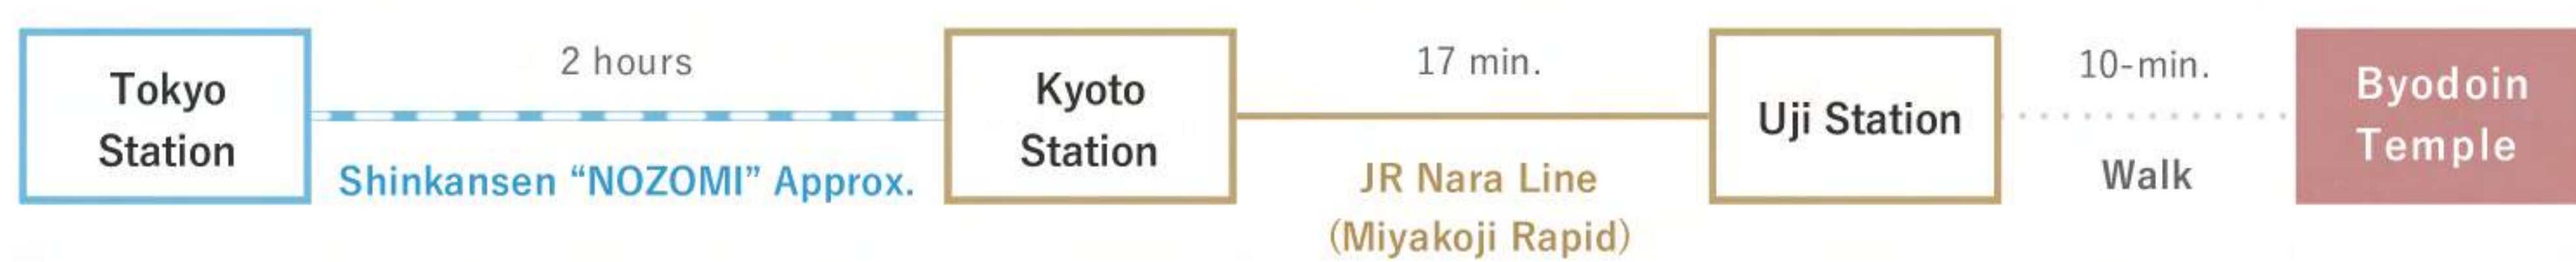 Tokyo
Station
2 hours
Shinkansen “NOZOMI” Approx.
Kyoto
Station
17 min.
JR Nara Line
(Miyakoji Rapid)
Uji Station
10-min.
Walk
Byodoin
Temple